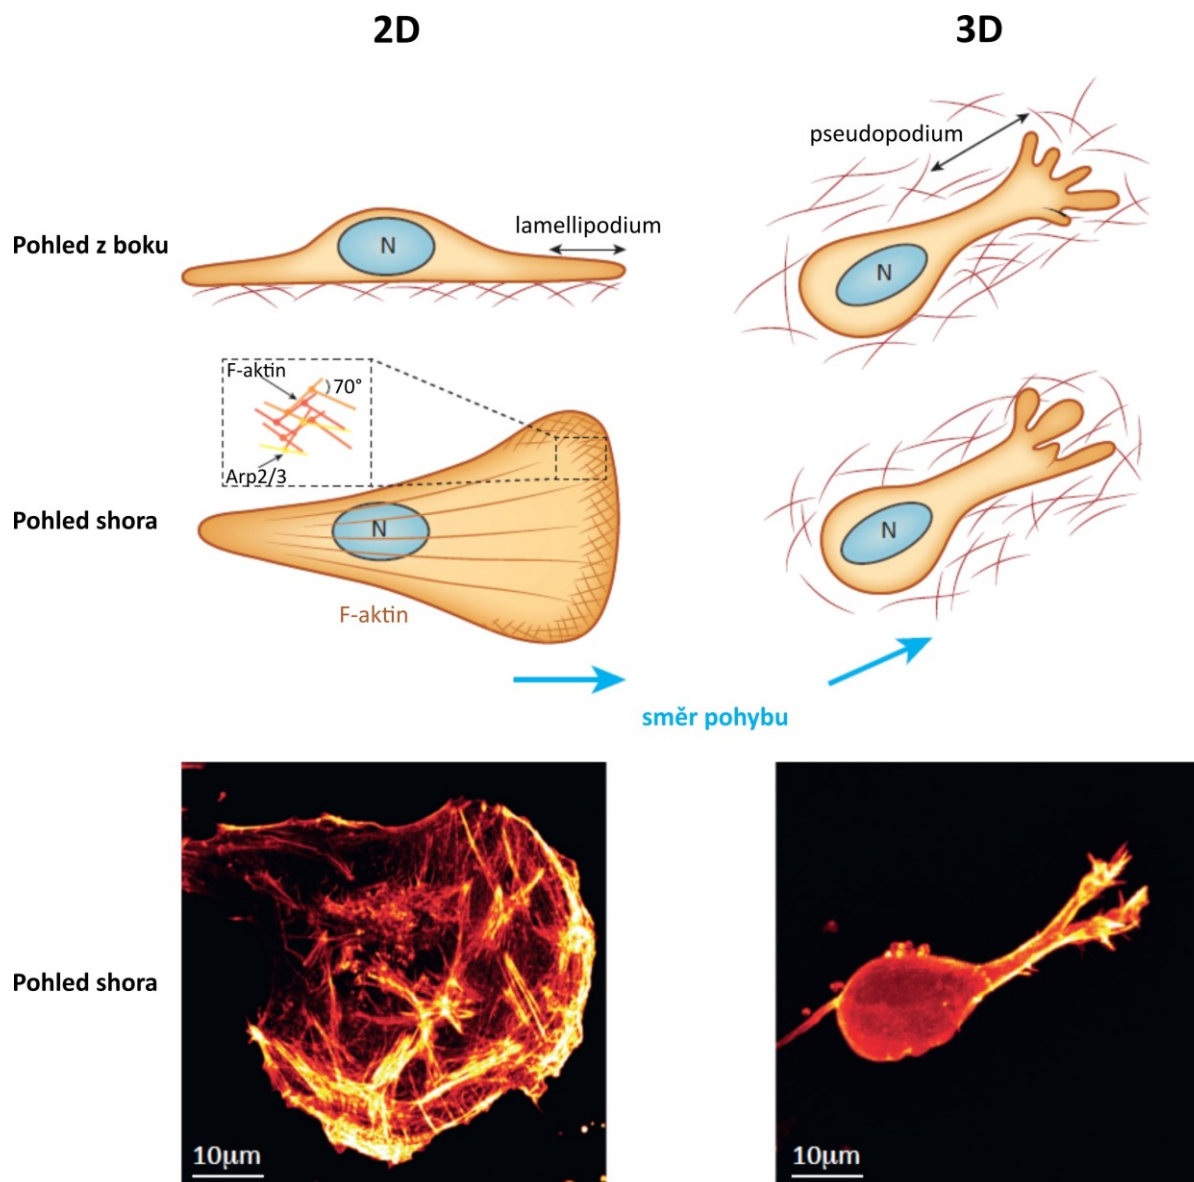 2D
3D
pseudopodium
lamellipodium
Pohled z boku
N
N
F-aktin
70°
Arp2/3
Pohled shora
N
N
F-aktin
směr pohybu
Pohled shora
10µm
10µm